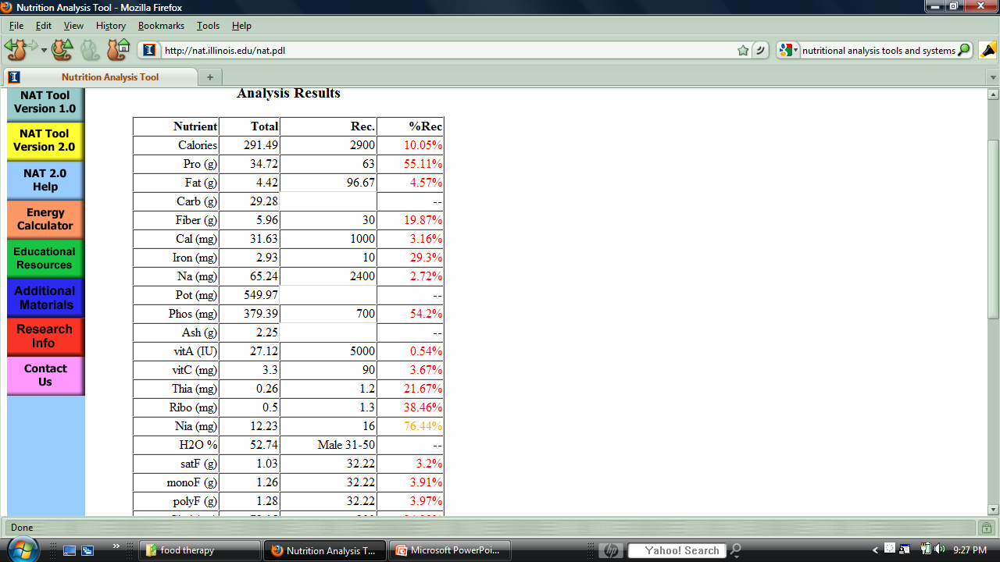 Nutrition Analysis Tool - Mozilla Firefox
File Edit View History Bookmarks Tools Help
http://nat.illinois.edu/nat.pdl nutritional analysis tools and systems
Nutrition Analysis Tool +
NAT Tool
Version 1.0
NAT Tool
Version 2.0
NAT 2.0
Help
Energy
Calculator
Educational
Resources
Additional
Materials
Research
Info
Contact
Us
Analysis Results
Nutrient Total Rec. %Rec
Calories 291.49 2900 10.05%
Pro (g) 34.72 63 55.11%
Fat (g) 4.42 96.67 4.57%
Carb (g) 29.28 --
Fiber (g) 5.96 30 19.87%
Cal (mg) 31.63 1000 3.16%
Iron (mg) 2.93 10 29.3%
Na (mg) 65.24 2400 2.72%
Pot (mg) 549.97 --
Phos (mg) 379.39 700 54.2%
Ash (g) 2.25 --
vitA (IU) 27.12 5000 0.54%
vitC (mg) 3.3 90 3.67%
Thia (mg) 0.26 1.2 21.67%
Ribo (mg) 0.5 1.3 38.46%
Nia (mg) 12.23 16 76.44%
H2O % 52.74 Male 31-50 --
satF (g) 1.03 32.22 3.2%
monoF (g) 1.26 32.22 3.91%
polyF (g) 1.28 32.22 3.97%
Done
food therapy Nutrition Analysis T... Microsoft PowerPoi... hp Yahoo! Search 9:27 PM